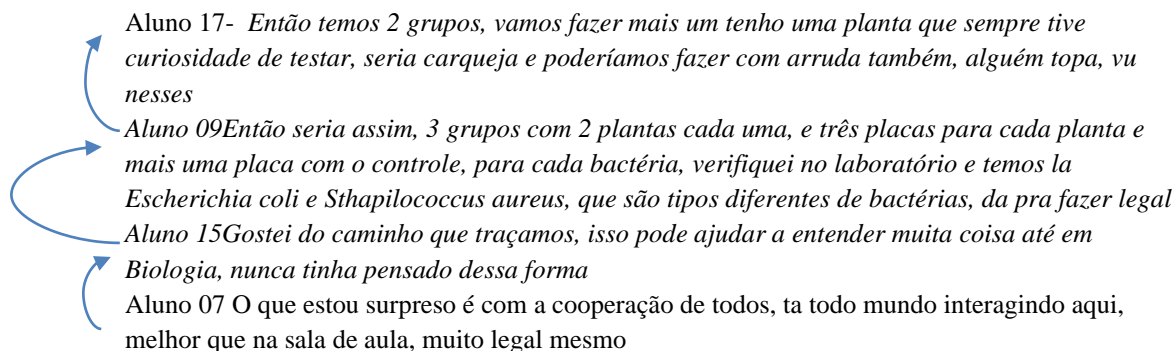 Aluno 17- Então temos 2 grupos, vamos fazer mais um tenho uma planta que sempre tive
curiosidade de testar, seria carqueja e poderíamos fazer com arruda também, alguém topa, vu
nesses
Aluno 09Então seria assim, 3 grupos com 2 plantas cada uma, e três placas para cada planta e
mais uma placa com o controle, para cada bactéria, verifiquei no laboratório e temos la
Escherichia coli e Sthapilococcus aureus, que são tipos diferentes de bactérias, da pra fazer legal
Aluno 15Gostei do caminho que traçamos, isso pode ajudar a entender muita coisa até em
Biologia, nunca tinha pensado dessa forma
Aluno 07 O que estou surpreso é com a cooperação de todos, ta todo mundo interagindo aqui,
melhor que na sala de aula, muito legal mesmo